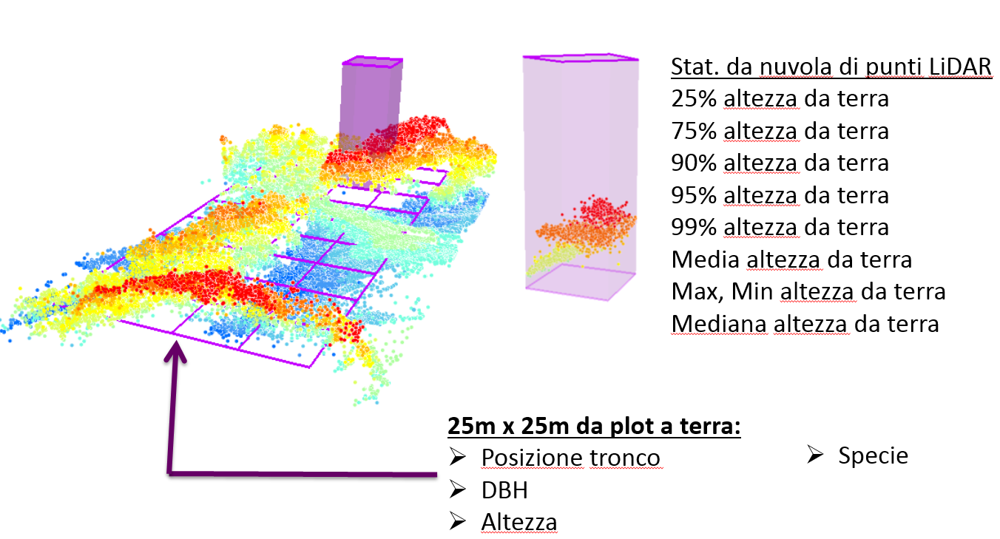 Stat. da nuvola di punti LiDAR
25% altezza da terra
75% altezza da terra
90% altezza da terra
95% altezza da terra
99% altezza da terra
Media altezza da terra
Max, Min altezza da terra
Mediana altezza da terra
25m x 25m da plot a terra:
Posizione tronco
DBH
Altezza
Specie